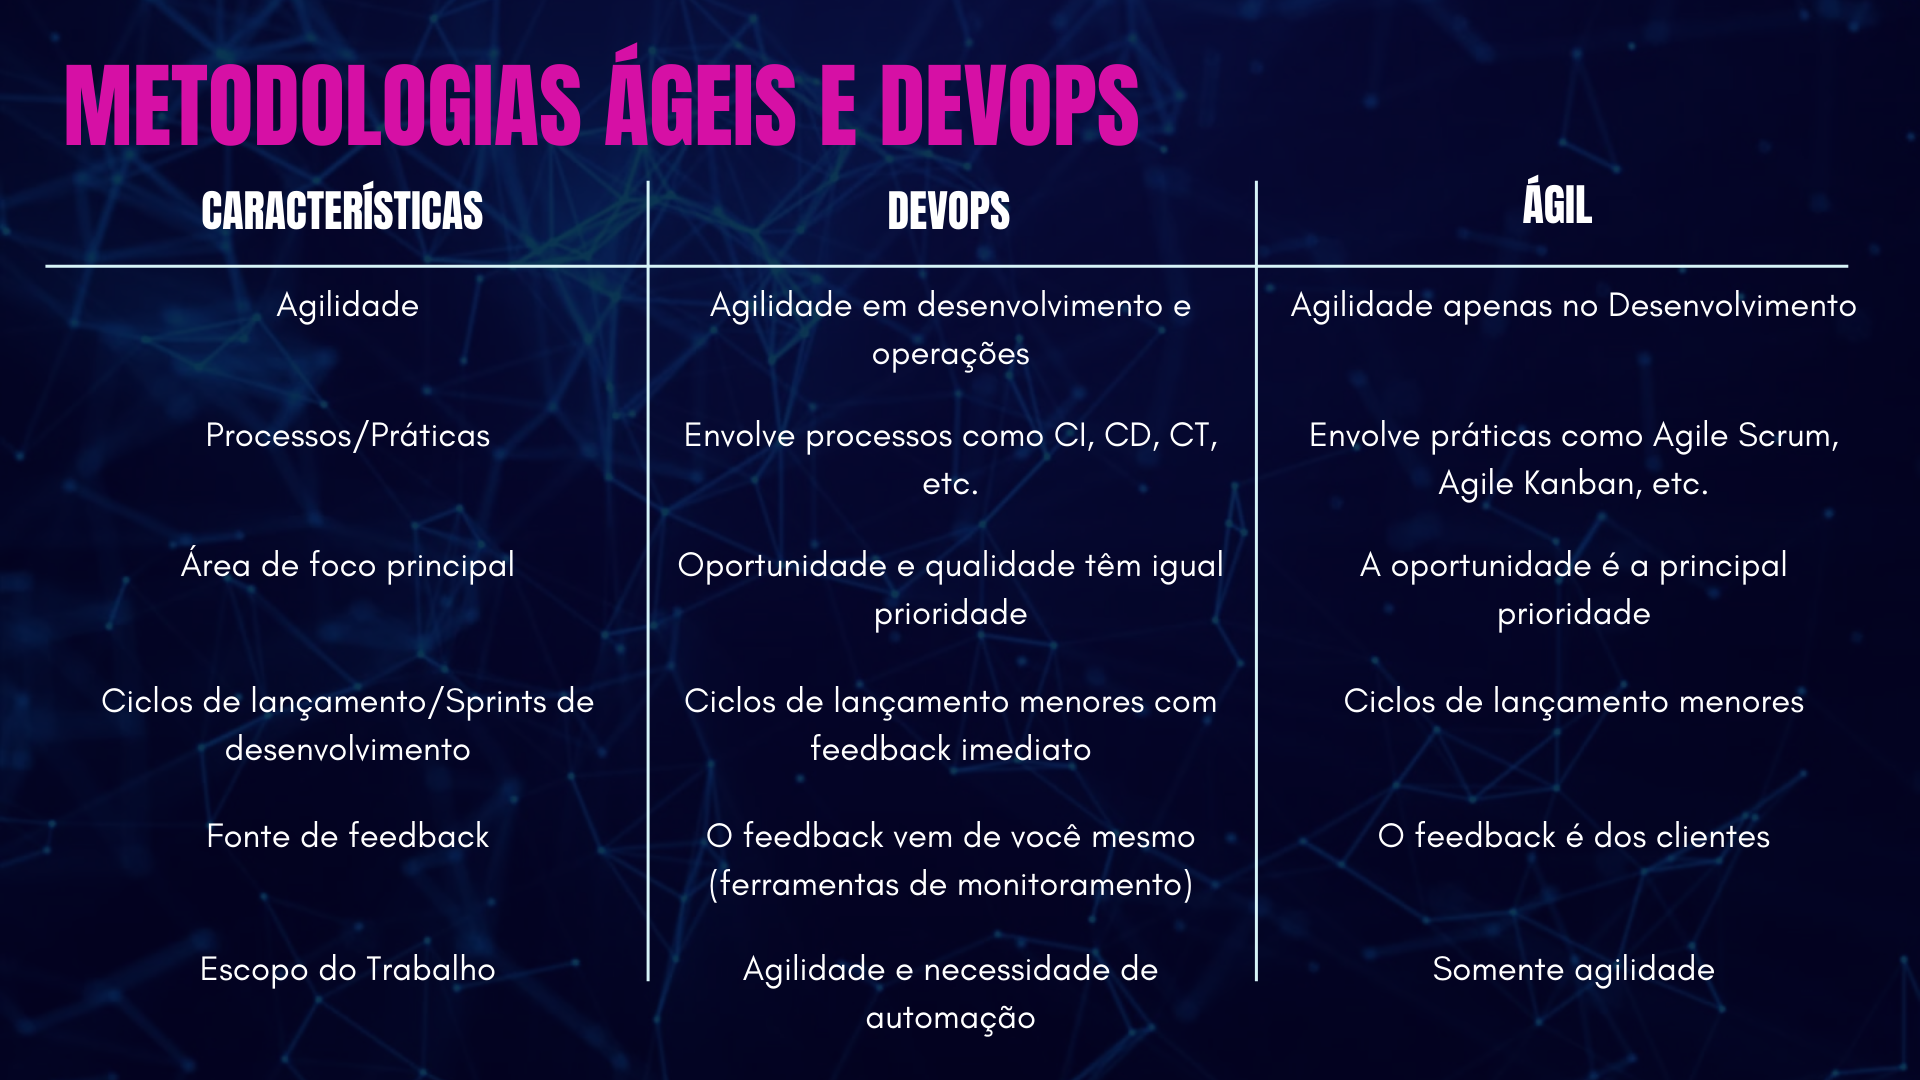 METODOLOGIAS ÁGEIS E DEVOPS
CARACTERÍSTICAS
DEVOPS
ÁGIL
Agilidade
Agilidade em desenvolvimento e
operações
Agilidade apenas no Desenvolvimento
Processos/Práticas
Envolve processos como CI, CD, CT,
etc.
Envolve práticas como Agile Scrum,
Agile Kanban, etc.
Área de foco principal
Oportunidade e qualidade têm igual
prioridade
A oportunidade é a principal
prioridade
Ciclos de lançamento/Sprints de
desenvolvimento
Ciclos de lançamento menores com
feedback imediato
Ciclos de lançamento menores
Fonte de feedback
O feedback vem de você mesmo
(ferramentas de monitoramento)
O feedback é dos clientes
Escopo do Trabalho
Agilidade e necessidade de
automação
Somente agilidade